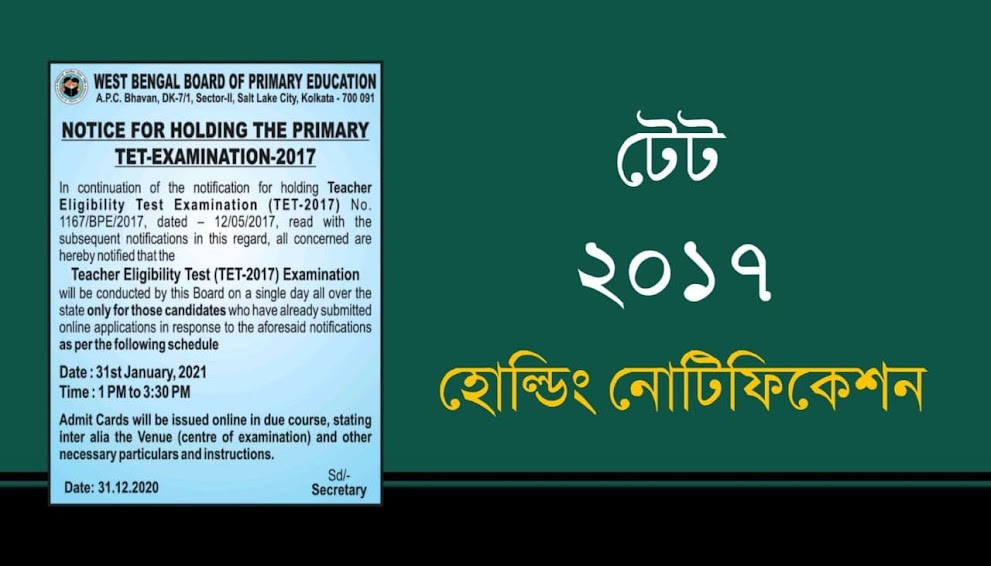 WEST BENGAL BOARD OF PRIMARY EDUCATION
A.P.C. Bhavan, DK-7/1, Sector-II, Salt Lake City, Kolkata - 700 091
NOTICE FOR HOLDING THE PRIMARY
TET-EXAMINATION-2017
In continuation of the notification for holding Teacher
Eligibility Test Examination (TET-2017) No.
1167/BPE/2017, dated – 12/05/2017, read with the
subsequent notifications in this regard, all concerned are
hereby notified that the
Teacher Eligibility Test (TET-2017) Examination
will be conducted by this Board on a single day all over the
state only for those candidates who have already submitted
online applications in response to the aforesaid notifications
as per the following schedule
Date : 31st January, 2021
Time : 1 PM to 3:30 PM
Admit Cards will be issued online in due course, stating
inter alia the Venue (centre of examination) and other
necessary particulars and instructions.
Sd/-
Date: 31.12.2020 Secretary
টেট
২০১৭
হোল্ডিং নোটিফিকেশন